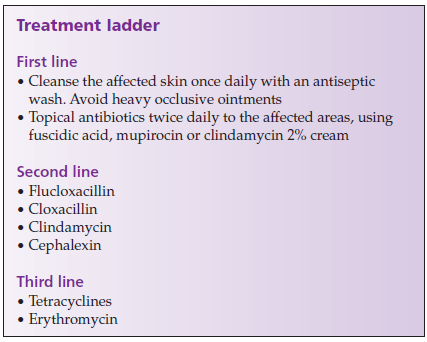 Treatment ladder
First line
• Cleanse the affected skin once daily with an antiseptic
wash. Avoid heavy occlusive ointments
• Topical antibiotics twice daily to the affected areas, using
fuscidic acid, mupirocin or clindamycin 2% cream
Second line
• Flucloxacillin
• Cloxacillin
• Clindamycin
• Cephalexin
Third line
• Tetracyclines
• Erythromycin